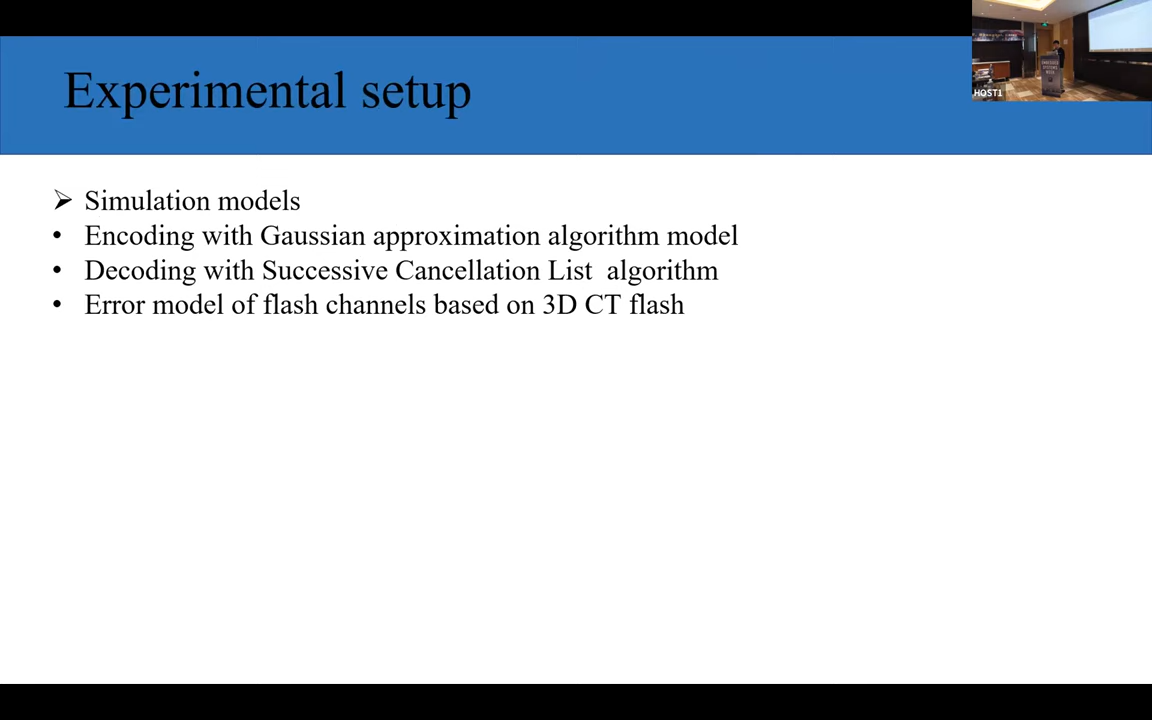 Experimental setup
HOST1
➢ Simulation models
• Encoding with Gaussian approximation algorithm model
• Decoding with Successive Cancellation List algorithm
• Error model of flash channels based on 3D CT flash